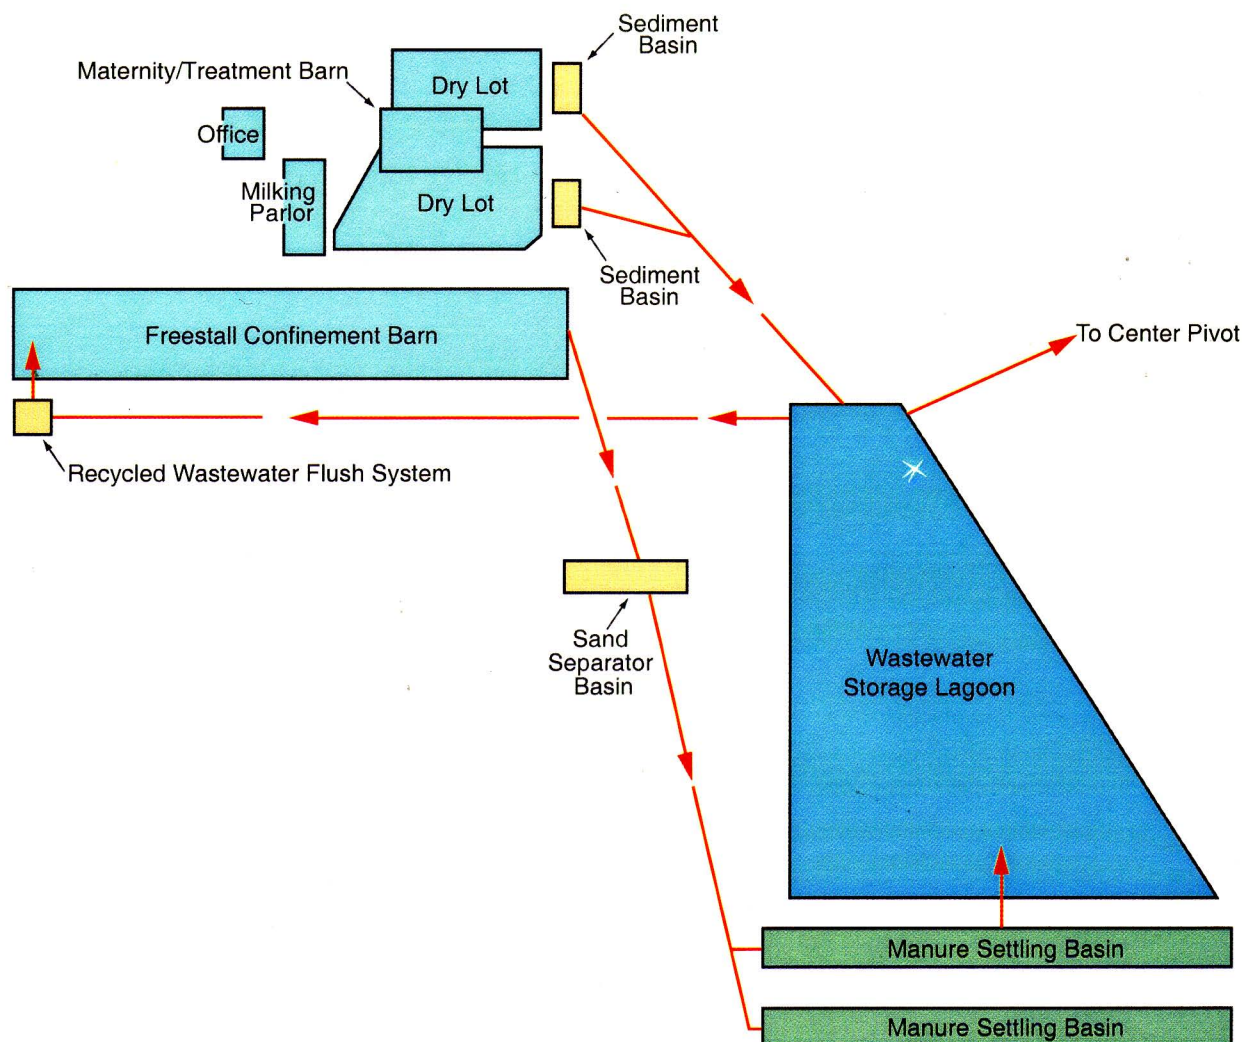 Sediment
Basin
Maternity/Treatment Barn
Dry Lot
Office
Milking
Parlor
Dry Lot
Sediment
Basin
Freestall Confinement Barn
To Center Pivot
Recycled Wastewater Flush System
Sand
Separator
Basin
Wastewater
Storage Lagoon
Manure Settling Basin
Manure Settling Basin